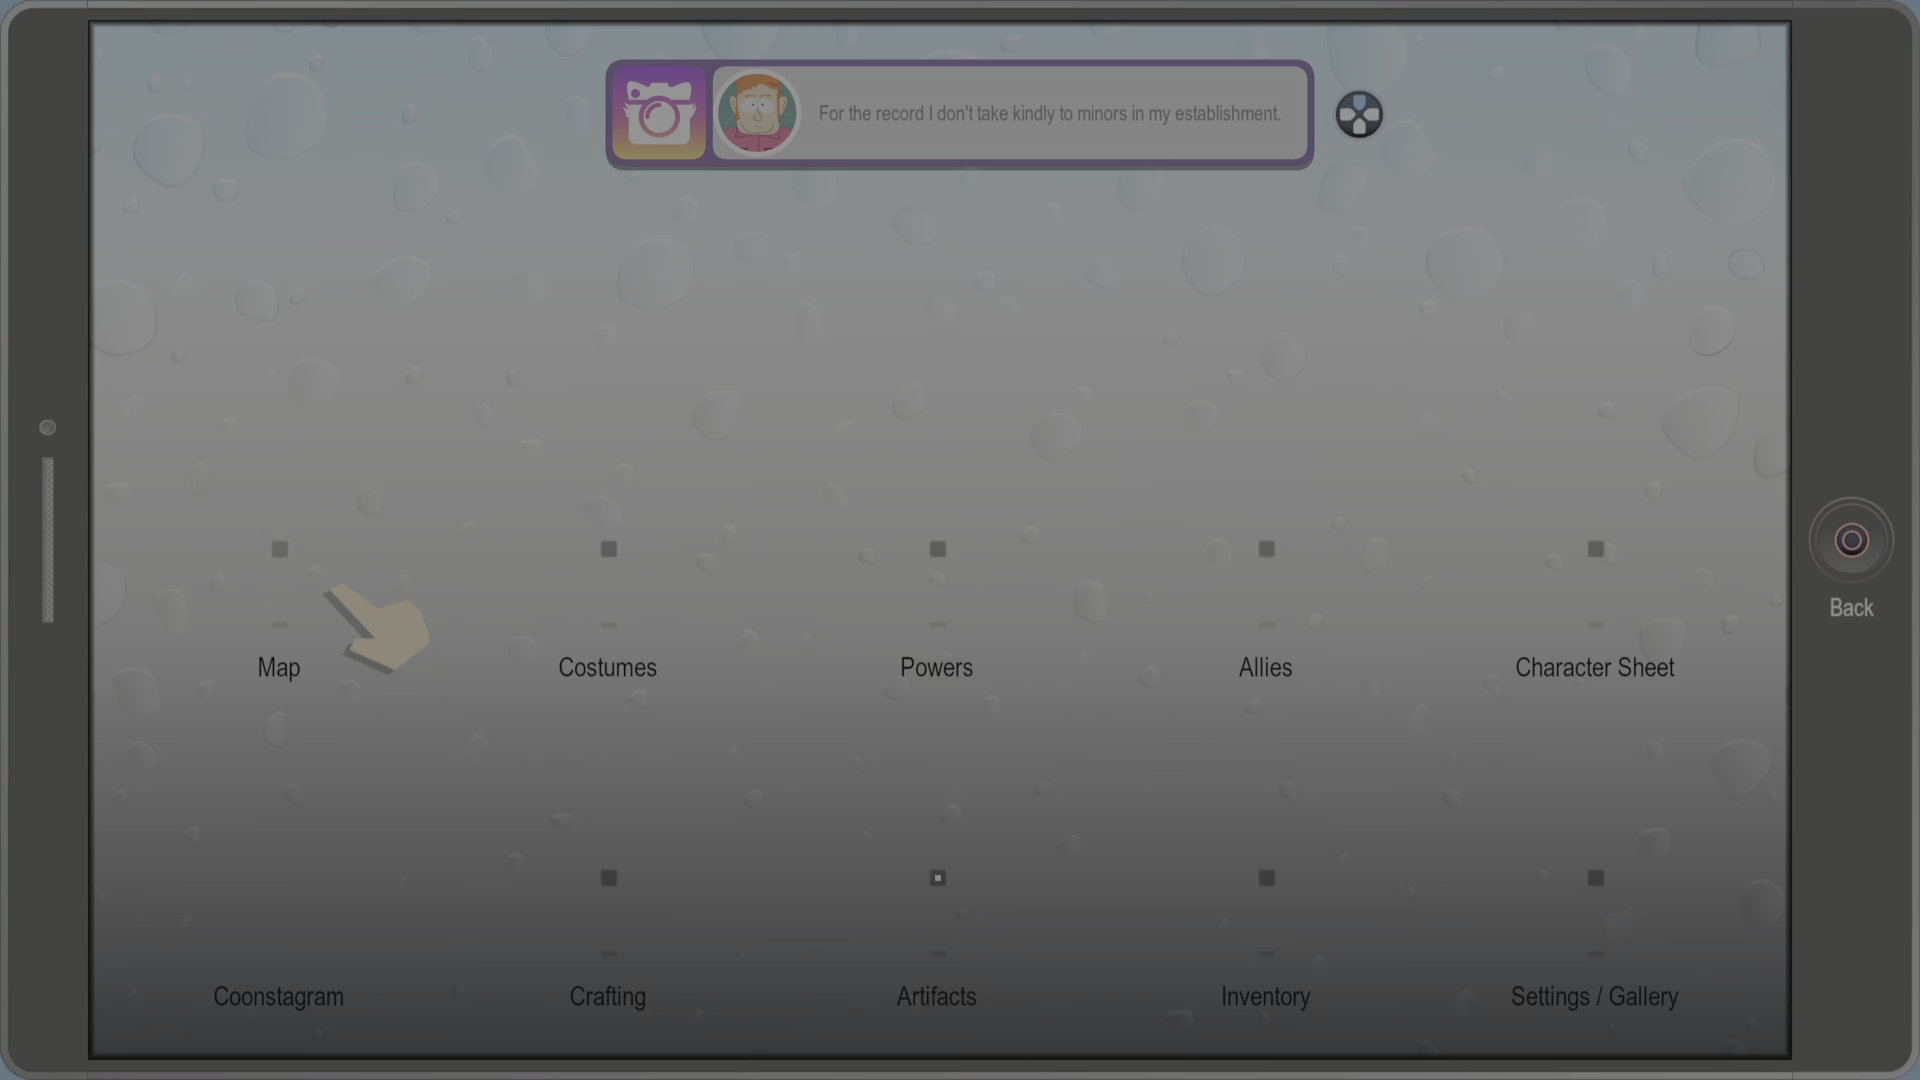 For the record I don't take kindly to minors in my establishment.
Back
Map
Costumes
Powers
Allies
Character Sheet
Coonstagram
Crafting
Artifacts
Inventory
Settings / Gallery